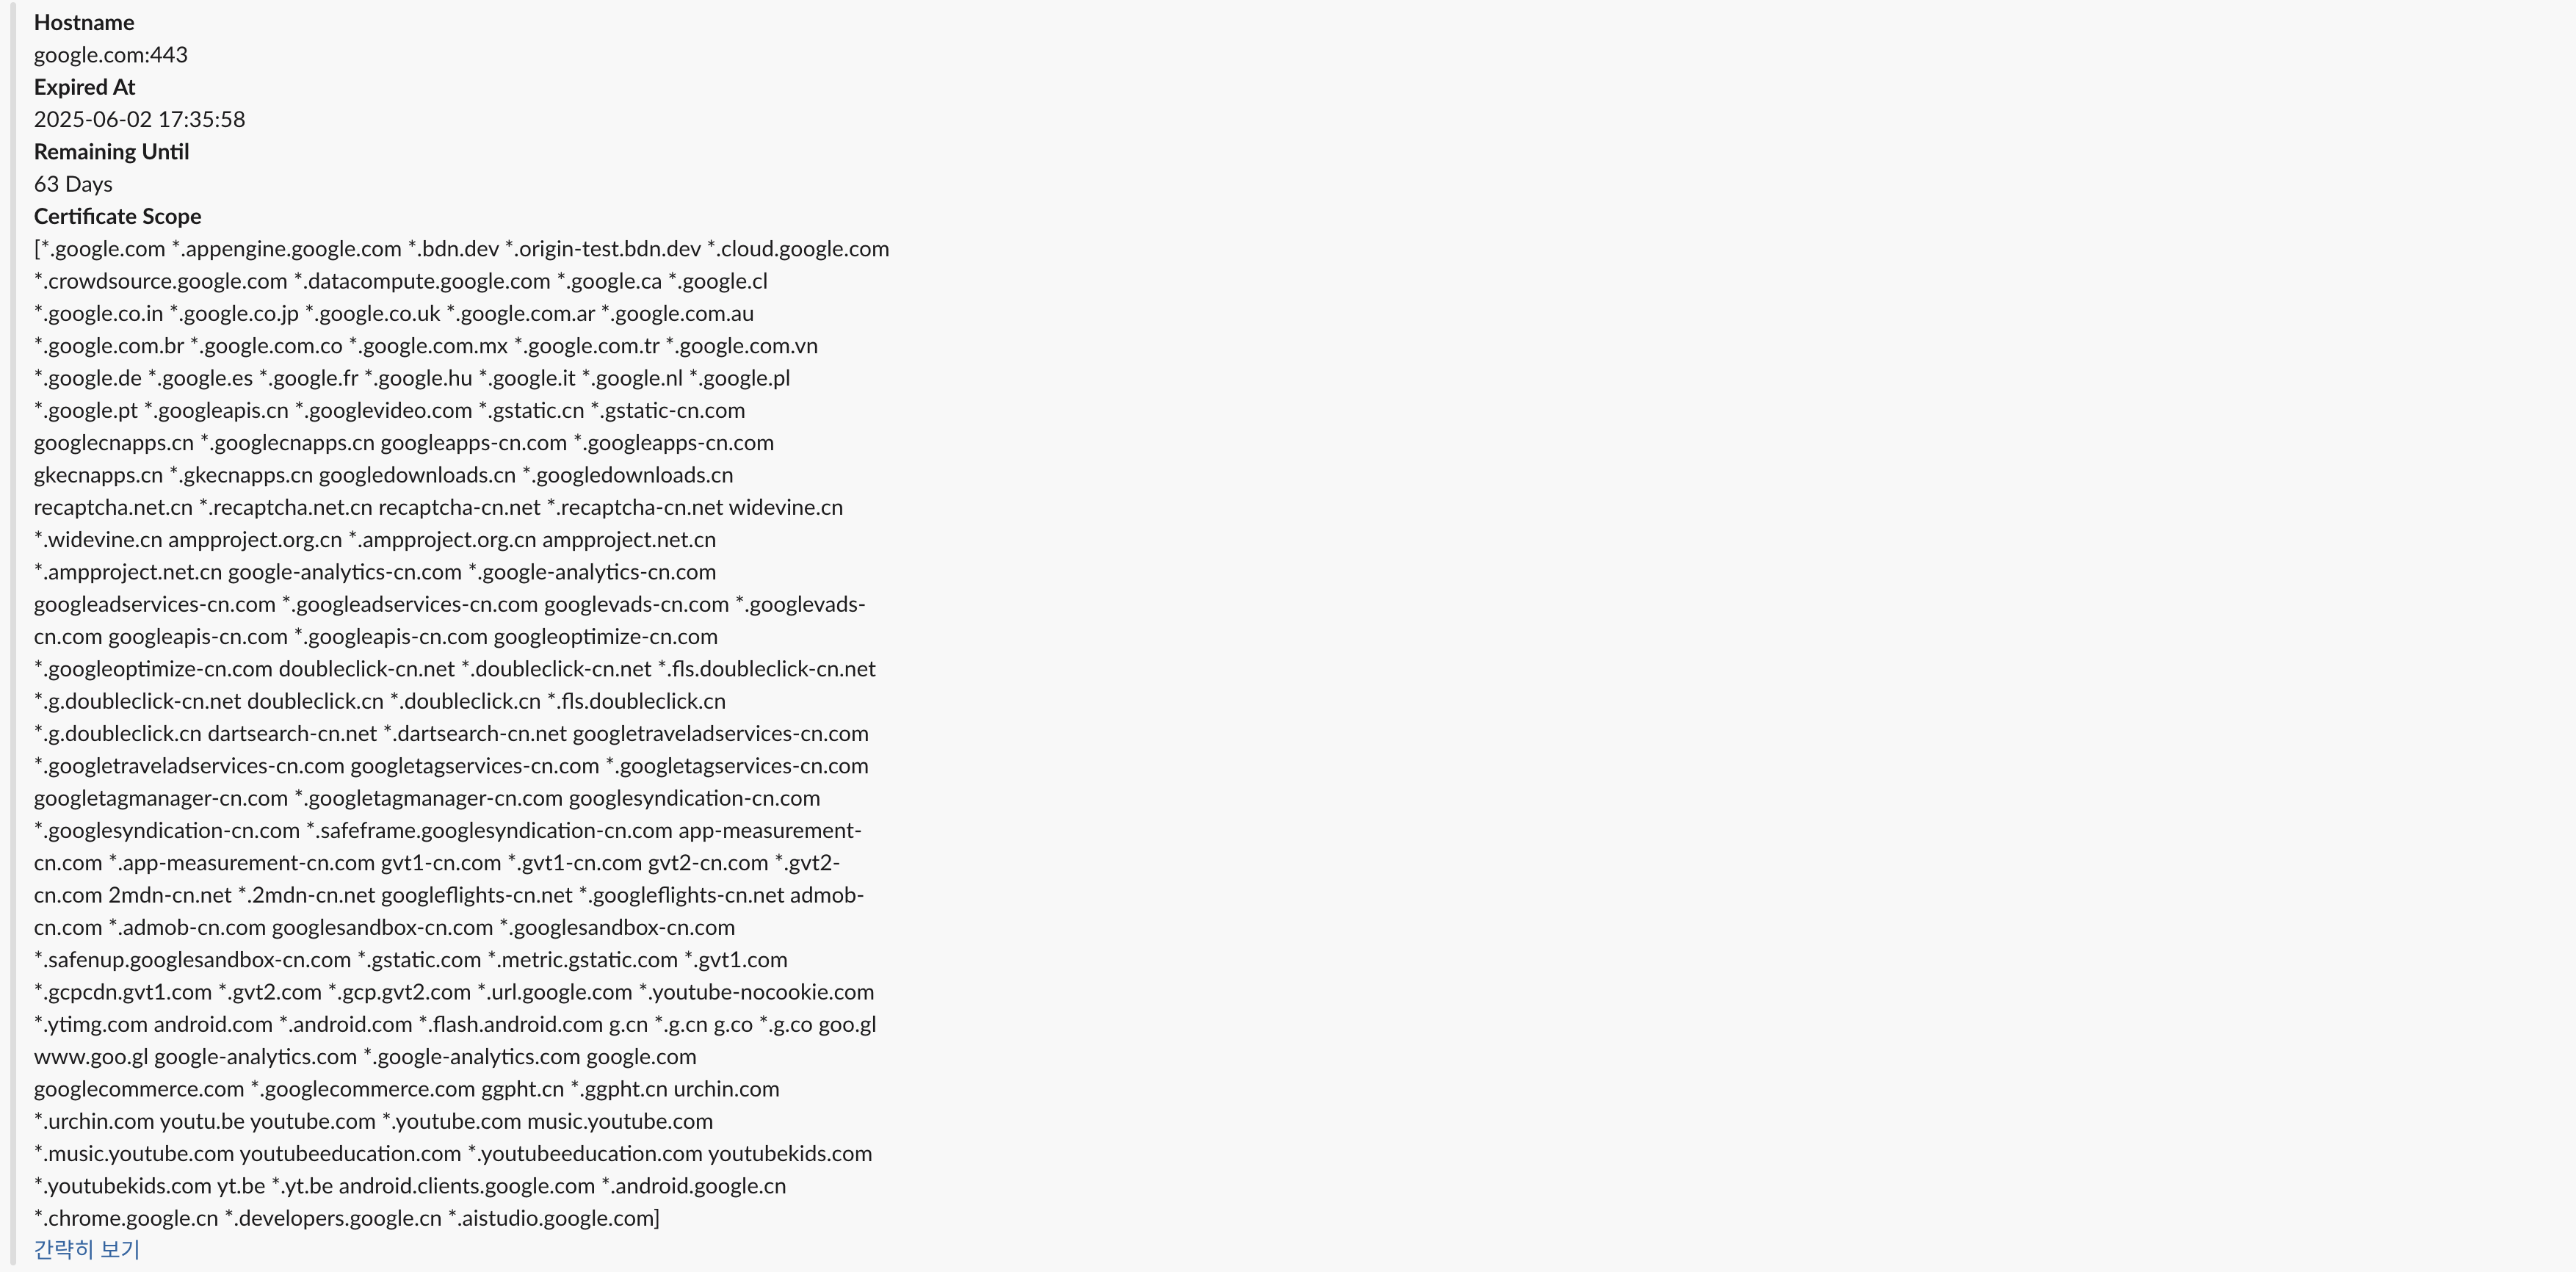 Hostname
google.com:443
Expired At
2025-06-02 17:35:58
Remaining Until
63 Days
Certificate Scope
[*.google.com *.appengine.google.com *.bdn.dev *.origin-test.bdn.dev *.cloud.google.com
*.crowdsource.google.com *.datacompute.google.com *.google.ca *.google.cl
*.google.co.in *.google.co.jp *.google.co.uk *.google.com.ar *.google.com.au
*.google.com.br *.google.com.co *.google.com.mx *.google.com.tr *.google.com.vn
*.google.de *.google.es *.google.fr *.google.hu *.google.it *.google.nl *.google.pl
*.google.pt *.googleapis.cn *.googlevideo.com *.gstatic.cn *.gstatic-cn.com
googlecnapps.cn *.googlecnapps.cn googleapps-cn.com *.googleapps-cn.com
gkecnapps.cn *.gkecnapps.cn googledownloads.cn *.googledownloads.cn
recaptcha.net.cn *.recaptcha.net.cn recaptcha-cn.net *.recaptcha-cn.net widevine.cn
*.widevine.cn ampproject.org.cn *.ampproject.org.cn ampproject.net.cn
*.ampproject.net.cn google-analytics-cn.com *.google-analytics-cn.com
googleadservices-cn.com *.googleadservices-cn.com googlevads-cn.com *.googlevads-
cn.com googleapis-cn.com *.googleapis-cn.com googleoptimize-cn.com
*.googleoptimize-cn.com doubleclick-cn.net *.doubleclick-cn.net *.fls.doubleclick-cn.net
*.g.doubleclick-cn.net doubleclick.cn *.doubleclick.cn *.fls.doubleclick.cn
*.g.doubleclick.cn dartsearch-cn.net *.dartsearch-cn.net googletraveladservices-cn.com
*.googletraveladservices-cn.com googletagservices-cn.com *.googletagservices-cn.com
googletagmanager-cn.com *.googletagmanager-cn.com googlesyndication-cn.com
*.googlesyndication-cn.com *.safeframe.googlesyndication-cn.com app-measurement-
cn.com *.app-measurement-cn.com gvt1-cn.com *.gvt1-cn.com gvt2-cn.com *.gvt2-
cn.com 2mdn-cn.net *.2mdn-cn.net googleflights-cn.net *.googleflights-cn.net admob-
cn.com *.admob-cn.com googlesandbox-cn.com *.googlesandbox-cn.com
*.safenup.googlesandbox-cn.com *.gstatic.com *.metric.gstatic.com *.gvt1.com
*.gcpcdn.gvt1.com *.gvt2.com *.gcp.gvt2.com *.url.google.com *.youtube-nocookie.com
*.ytimg.com android.com *.android.com *.flash.android.com g.cn *.g.cn g.co *.g.co goo.gl
www.goo.gl google-analytics.com *.google-analytics.com google.com
googlecommerce.com *.googlecommerce.com ggpht.cn *.ggpht.cn urchin.com
*.urchin.com youtu.be youtube.com *.youtube.com music.youtube.com
*.music.youtube.com youtubeeducation.com *.youtubeeducation.com youtubekids.com
*.youtubekids.com yt.be *.yt.be android.clients.google.com *.android.google.cn
*.chrome.google.cn *.developers.google.cn *.aistudio.google.com]
간략히 보기